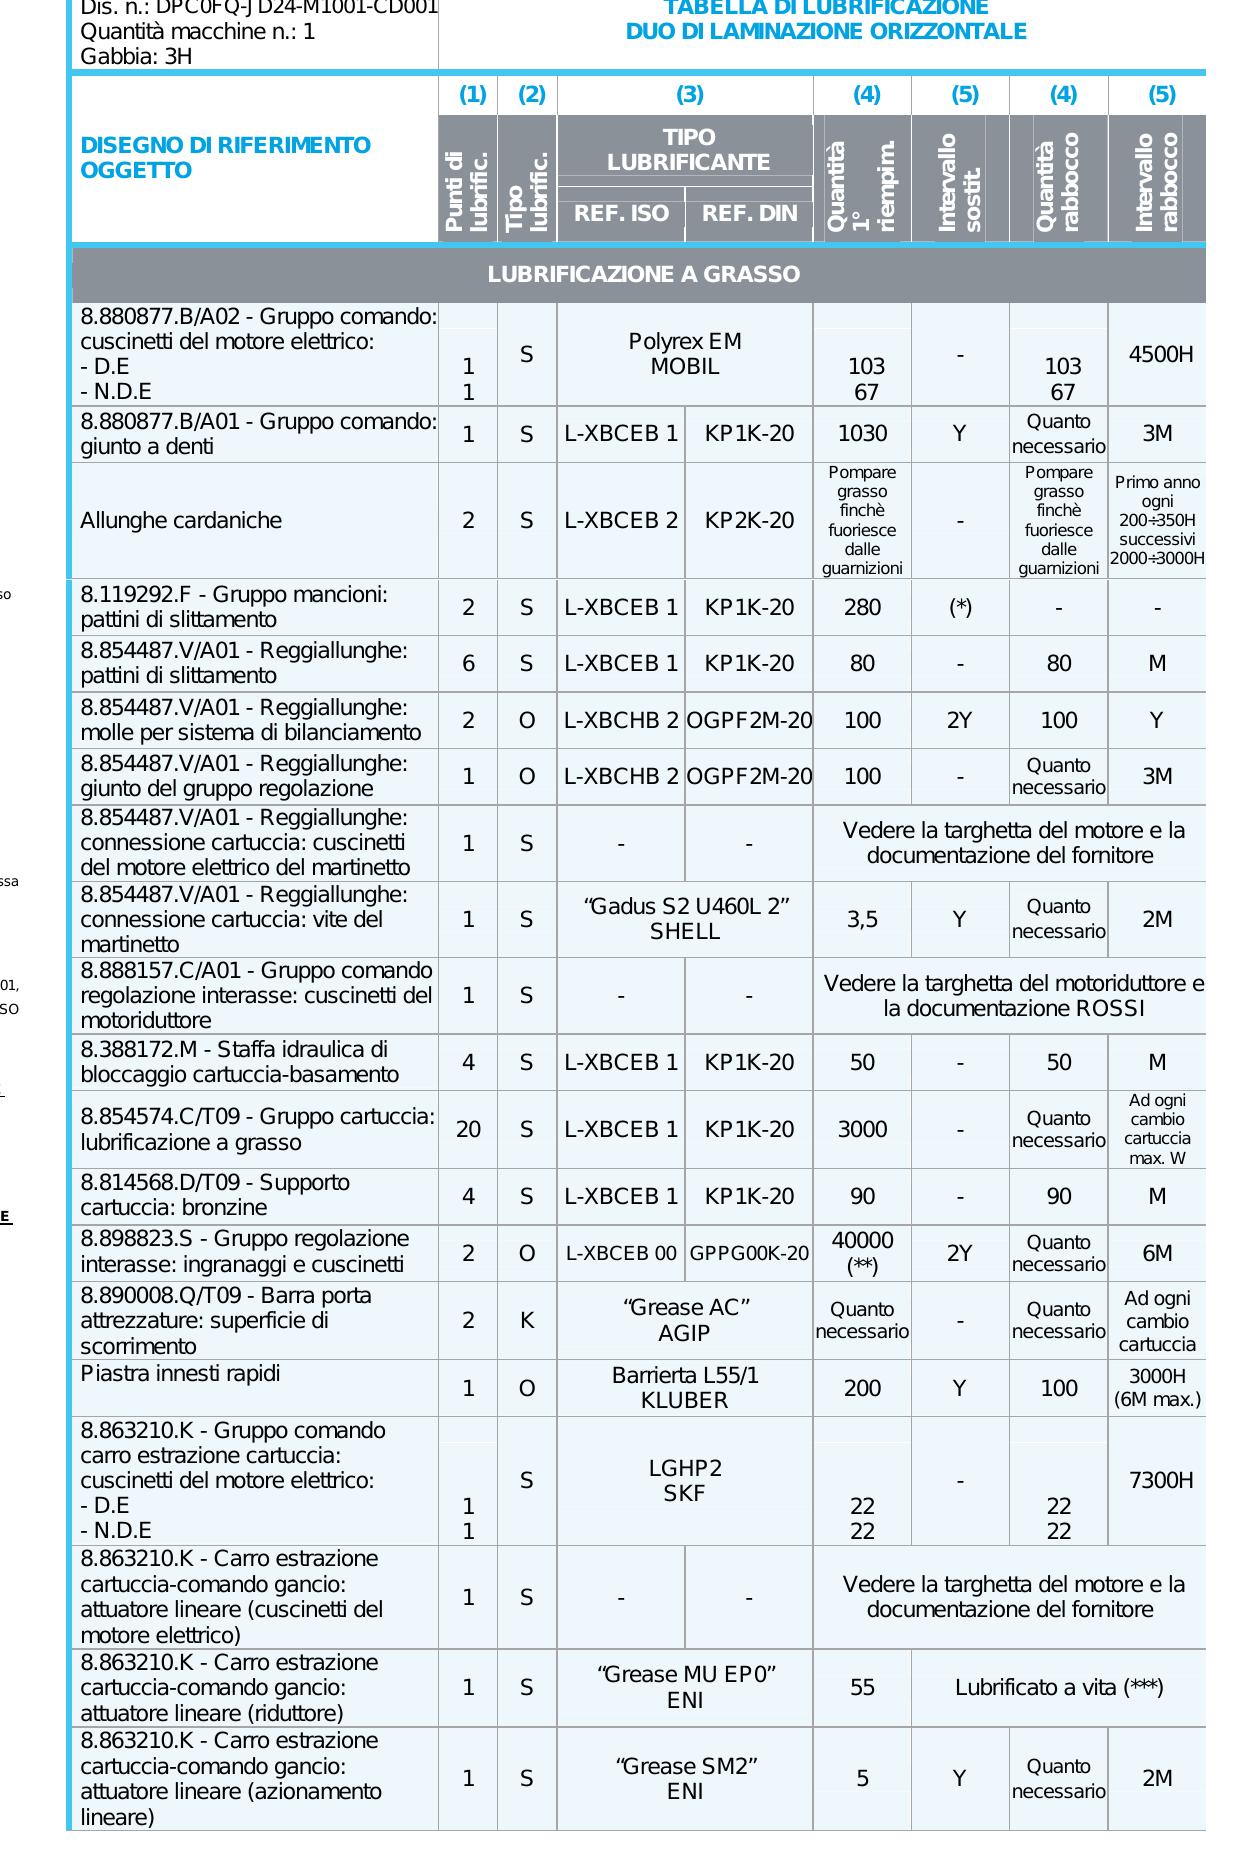 Dis. n.: DPC0FQ-JD24-M1001-CD001
Quantità macchine n.: 1
Gabbia: 3H
TABELLA DI LUBRIFICAZIONE
DUO DI LAMINAZIONE ORIZZONTALE
(1) (2) (3) (4) (5) (4) (5)
DISEGNO DI RIFERIMENTO
OGGETTO
Punti di
lubrific.
Tipo
lubrific.
TIPO
LUBRIFICANTE
REF. ISO REF. DIN
Quantità
1°
riempim.
Intervallo
sostit.
Quantità
rabbocco
Intervallo
rabbocco
LUBRIFICAZIONE A GRASSO
8.880877.B/A02 - Gruppo comando:
cuscinetti del motore elettrico:
- D.E
- N.D.E
1
1
S
Polyrex EM
MOBIL
103
67
-
103
67
4500H
8.880877.B/A01 - Gruppo comando:
giunto a denti
1 S L-XBCEB 1 KP1K-20 1030 Y
Quanto
necessario
3M
Allunghe cardaniche
2 S L-XBCEB 2 KP2K-20
Pompare
grasso
finchè
fuoriesce
dalle
guarnizioni
-
Pompare
grasso
finchè
fuoriesce
dalle
guarnizioni
Primo anno
ogni
200÷350H
successivi
2000÷3000H
8.119292.F - Gruppo mancioni:
pattini di slittamento
2 S L-XBCEB 1 KP1K-20 280 (*) - -
8.854487.V/A01 - Reggiallunghe:
pattini di slittamento
6 S L-XBCEB 1 KP1K-20 80 - 80 M
8.854487.V/A01 - Reggiallunghe:
molle per sistema di bilanciamento
2 O L-XBCHB 2 OGPF2M-20 100 2Y 100 Y
8.854487.V/A01 - Reggiallunghe:
giunto del gruppo regolazione
1 O L-XBCHB 2 OGPF2M-20 100 -
Quanto
necessario
3M
8.854487.V/A01 - Reggiallunghe:
connessione cartuccia: cuscinetti
del motore elettrico del martinetto
1 S - -
Vedere la targhetta del motore e la
documentazione del fornitore
8.854487.V/A01 - Reggiallunghe:
connessione cartuccia: vite del
martinetto
1 S
“Gadus S2 U460L 2”
SHELL
3,5 Y
Quanto
necessario
2M
8.888157.C/A01 - Gruppo comando
regolazione interasse: cuscinetti del
motoriduttore
1 S - -
Vedere la targhetta del motoriduttore e
la documentazione ROSSI
8.388172.M - Staffa idraulica di
bloccaggio cartuccia-basamento
4 S L-XBCEB 1 KP1K-20 50 - 50 M
8.854574.C/T09 - Gruppo cartuccia:
lubrificazione a grasso
20 S L-XBCEB 1 KP1K-20 3000 -
Quanto
necessario
Ad ogni
cambio
cartuccia
max. W
8.814568.D/T09 - Supporto
cartuccia: bronzine
4 S L-XBCEB 1 KP1K-20 90 - 90 M
8.898823.S - Gruppo regolazione
interasse: ingranaggi e cuscinetti
2 O L-XBCEB 00 GPPG00K-20
40000
(**)
2Y
Quanto
necessario
6M
8.890008.Q/T09 - Barra porta
attrezzature: superficie di
scorrimento
2 K
“Grease AC”
AGIP
Quanto
necessario
-
Quanto
necessario
Ad ogni
cambio
cartuccia
Piastra innesti rapidi
1 O
Barrierta L55/1
KLUBER
200 Y 100
3000H
(6M max.)
8.863210.K - Gruppo comando
carro estrazione cartuccia:
cuscinetti del motore elettrico:
- D.E
- N.D.E
1
1
S
LGHP2
SKF
22
22
-
22
22
7300H
8.863210.K - Carro estrazione
cartuccia-comando gancio:
attuatore lineare (cuscinetti del
motore elettrico)
1 S - -
Vedere la targhetta del motore e la
documentazione del fornitore
8.863210.K - Carro estrazione
cartuccia-comando gancio:
attuatore lineare (riduttore)
1 S
“Grease MU EP0”
ENI
55
Lubrificato a vita (***)
8.863210.K - Carro estrazione
cartuccia-comando gancio:
attuatore lineare (azionamento
lineare)
1 S
“Grease SM2”
ENI
5 Y
Quanto
necessario
2M